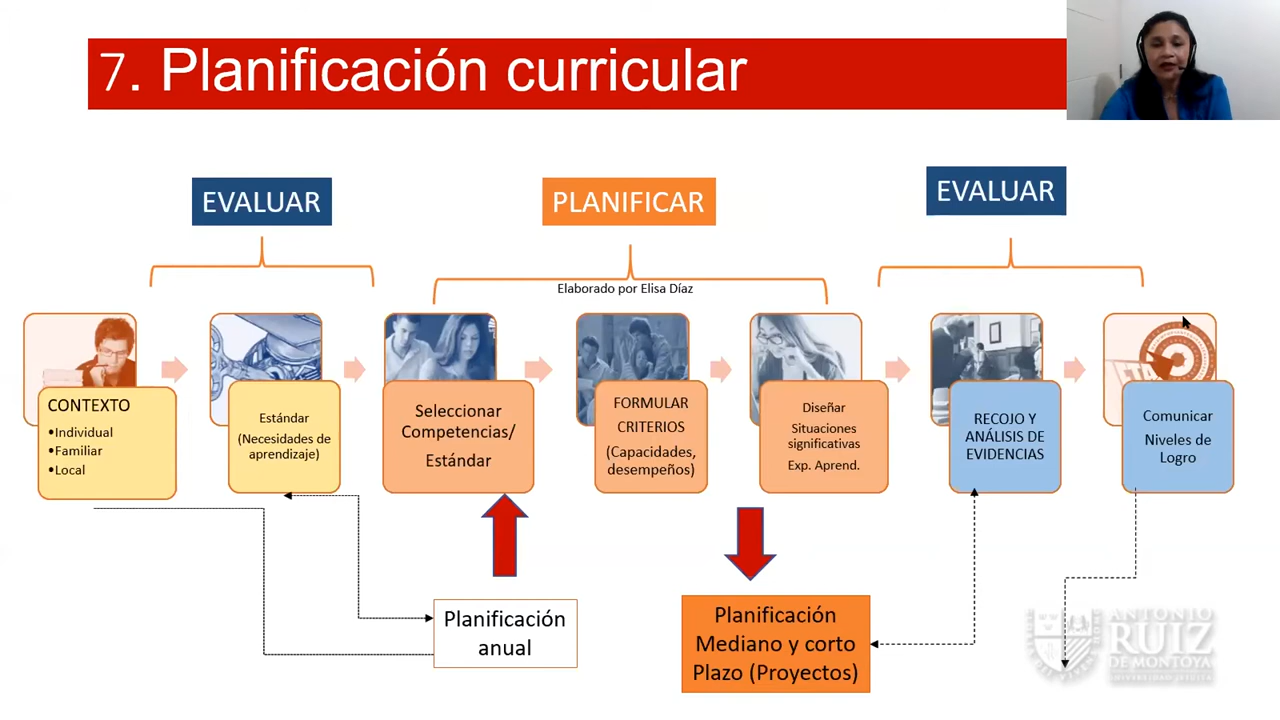 7. Planificación curricular
EVALUAR
PLANIFICAR
EVALUAR
Elaborado por Elisa Díaz
CONTEXTO
•Individual
•Familiar
•Local
Estándar
(Necesidades de
aprendizaje)
Seleccionar
Competencias/
Estándar
FORMULAR
CRITERIOS
(Capacidades,
desempeños)
Diseñar
Situaciones
significativas
Exp. Aprend.
RECOJO Y
ANÁLISIS DE
EVIDENCIAS
Comunicar
Niveles de
Logro
Planificación
anual
Planificación
Mediano y corto
Plazo (Proyectos)
ANTONIO
RUIZ
DE MONTOYA
UNIVERSIDAD JESUITA